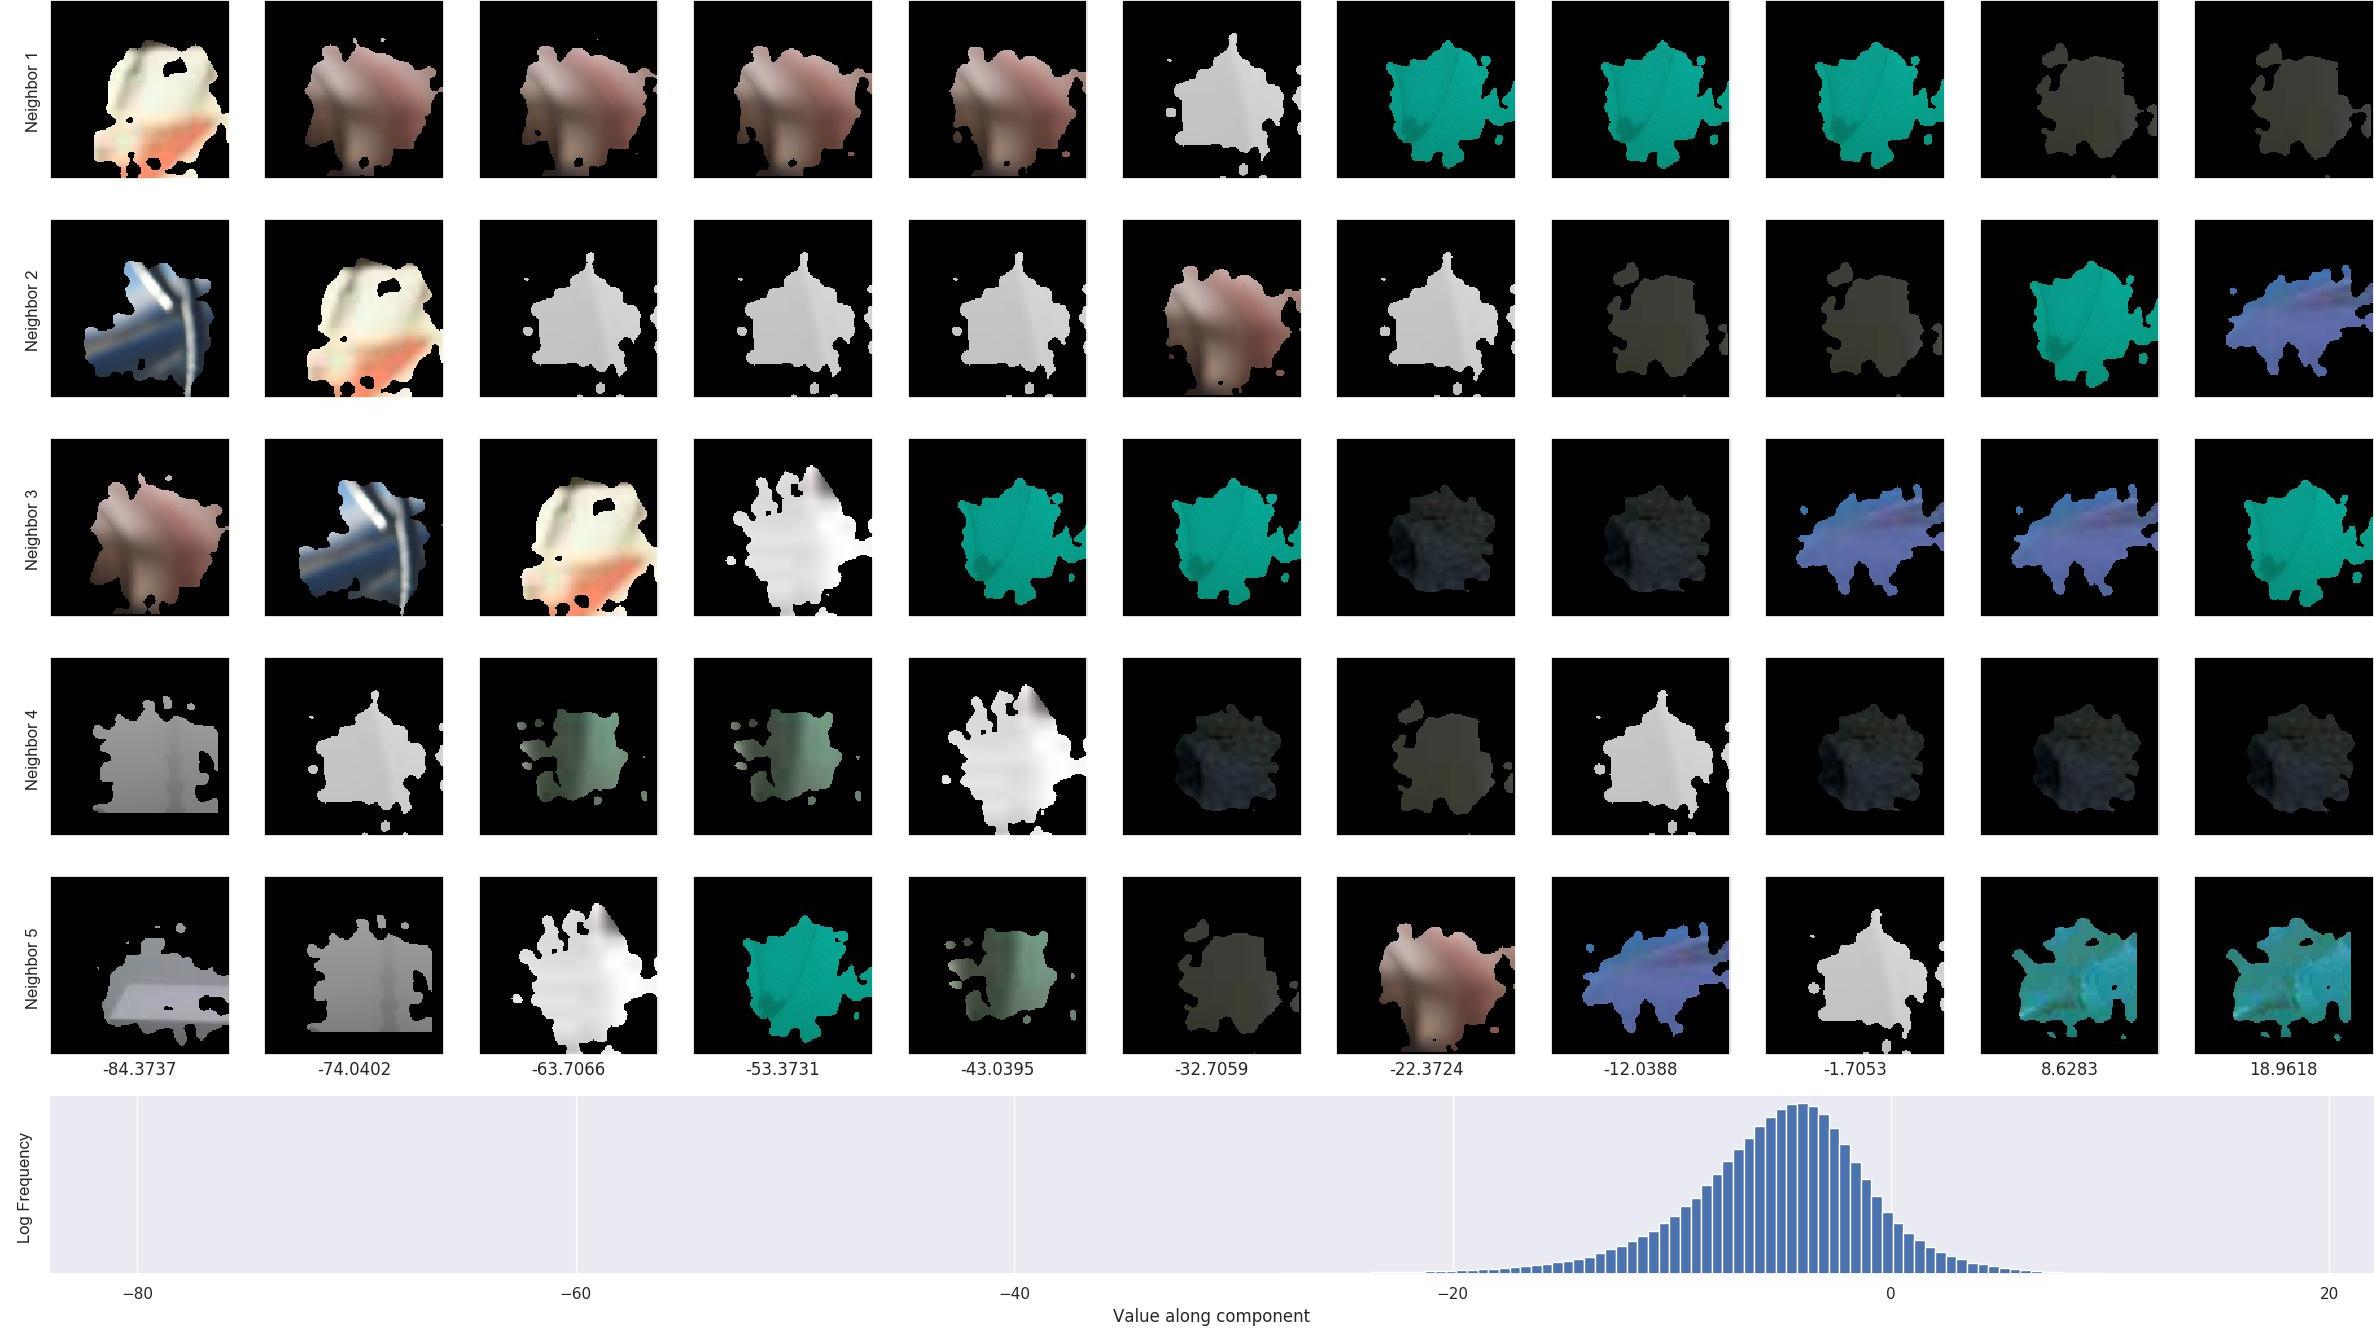 Neighbor 1
Neighbor 2
Neighbor 3
Neighbor 4
Neighbor 5
-84.3737 -74.0402 -63.7066 -53.3731 -43.0395 -32.7059 -22.3724 -12.0388 -1.7053 8.6283 18.9618
Log Frequency
−80 −60 −40 −20 0 20
Value along component